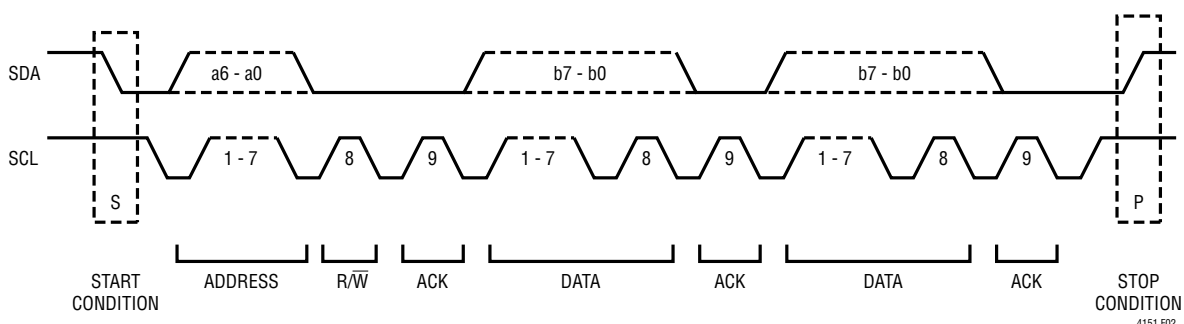 SDA
a6 - a0
b7 - b0
b7 - b0
SCL
1 - 7
8
9
1 - 7
8
9
1 - 7
8
9
S
P
START
CONDITION
ADDRESS
R/W̅
ACK
DATA
ACK
DATA
ACK
STOP
CONDITION
4151 F02